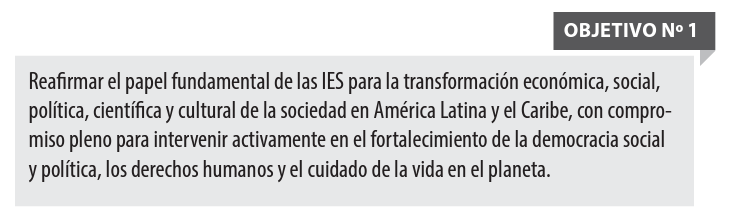 OBJETIVO Nº 1
Reafirmar el papel fundamental de las IES para la transformación económica, social,
política, científica y cultural de la sociedad en América Latina y el Caribe, con compro-
miso pleno para intervenir activamente en el fortalecimiento de la democracia social
y política, los derechos humanos y el cuidado de la vida en el planeta.